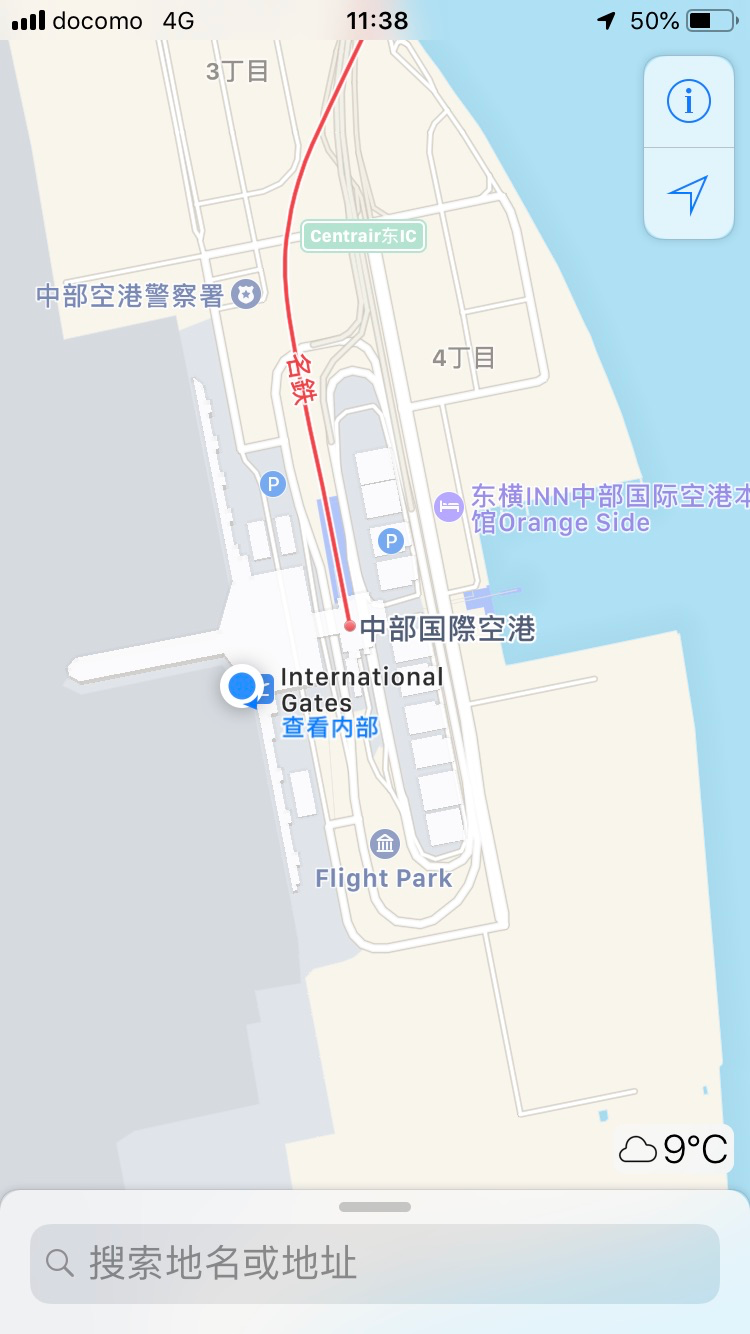 docomo 4G 11:38 50%
3丁目
Centrair东IC
中部空港警察署
4丁目
名鉄
P
东横INN中部国际空港本
馆Orange Side
P
中部国際空港
International
Gates
查看内部
Flight Park
9°C
搜索地名或地址